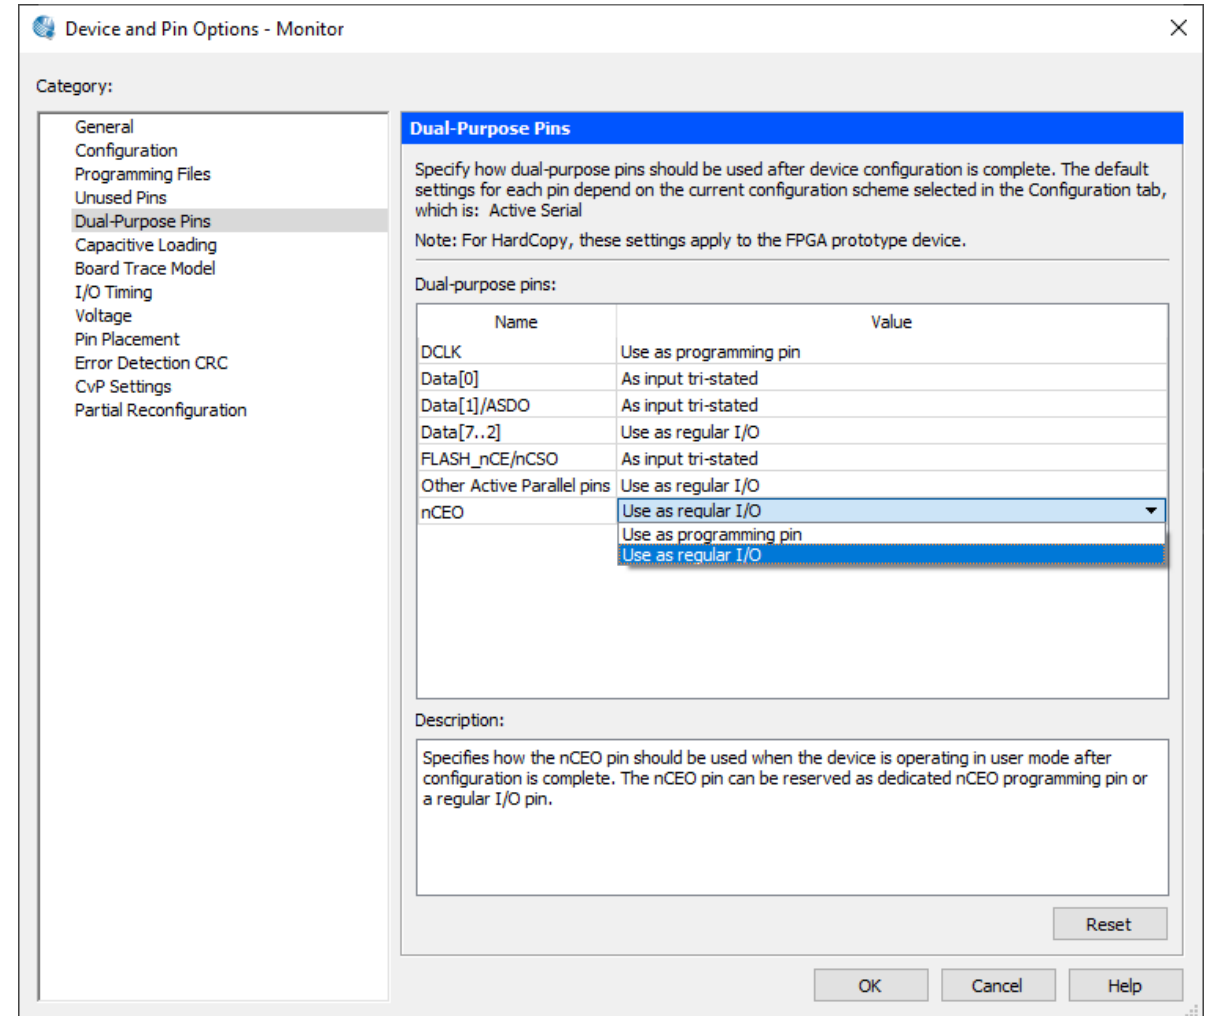 Device and Pin Options - Monitor
Category:
General
Configuration
Programming Files
Unused Pins
Dual-Purpose Pins
Capacitive Loading
Board Trace Model
I/O Timing
Voltage
Pin Placement
Error Detection CRC
CvP Settings
Partial Reconfiguration
Dual-Purpose Pins
Specify how dual-purpose pins should be used after device configuration is complete. The default
settings for each pin depend on the current configuration scheme selected in the Configuration tab,
which is: Active Serial
Note: For HardCopy, these settings apply to the FPGA prototype device.
Dual-purpose pins:
Name Value
DCLK Use as programming pin
Data[0] As input tri-stated
Data[1]/ASDO As input tri-stated
Data[7..2] Use as regular I/O
FLASH_nCE/nCSO As input tri-stated
Other Active Parallel pins Use as regular I/O
nCEO Use as regular I/O
Use as programming pin
Use as regular I/O
Description:
Specifies how the nCEO pin should be used when the device is operating in user mode after
configuration is complete. The nCEO pin can be reserved as dedicated nCEO programming pin or
a regular I/O pin.
Reset
OK Cancel Help